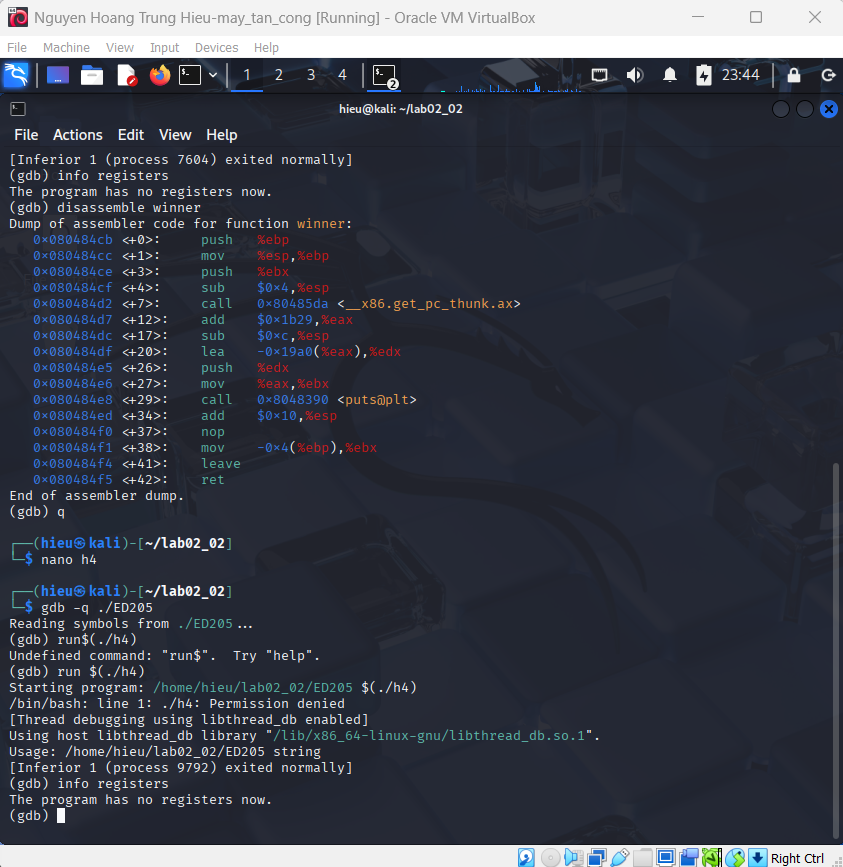 Nguyen Hoang Trung Hieu-may_tan_cong [Running] - Oracle VM VirtualBox
File Machine View Input Devices Help
1 2 3 4 2 23:44
hieu@kali: ~/lab02_02
File Actions Edit View Help
[Inferior 1 (process 7604) exited normally]
(gdb) info registers
The program has no registers now.
(gdb) disassemble winner
Dump of assembler code for function winner:
0x080484cb <+0>: push %ebp
0x080484cc <+1>: mov %esp,%ebp
0x080484ce <+3>: push %ebx
0x080484cf <+4>: sub $0x4,%esp
0x080484d2 <+7>: call 0x80485da <__x86.get_pc_thunk.ax>
0x080484d7 <+12>: add $0x1b29,%eax
0x080484dc <+17>: sub $0xc,%esp
0x080484df <+20>: lea -0x19a0(%eax),%edx
0x080484e5 <+26>: push %edx
0x080484e6 <+27>: mov %eax,%ebx
0x080484e8 <+29>: call 0x8048390 <puts@plt>
0x080484ed <+34>: add $0x10,%esp
0x080484f0 <+37>: nop
0x080484f1 <+38>: mov -0x4(%ebp),%ebx
0x080484f4 <+41>: leave
0x080484f5 <+42>: ret
End of assembler dump.
(gdb) q
┌──(hieu㉿kali)-[~/lab02_02]
└─$ nano h4
┌──(hieu㉿kali)-[~/lab02_02]
└─$ gdb -q ./ED205
Reading symbols from ./ED205...
(gdb) run$(./h4)
Undefined command: "run$". Try "help".
(gdb) run $(./h4)
Starting program: /home/hieu/lab02_02/ED205 $(./h4)
/bin/bash: line 1: ./h4: Permission denied
[Thread debugging using libthread_db enabled]
Using host libthread_db library "/lib/x86_64-linux-gnu/libthread_db.so.1".
Usage: /home/hieu/lab02_02/ED205 string
[Inferior 1 (process 9792) exited normally]
(gdb) info registers
The program has no registers now.
(gdb)
Right Ctrl